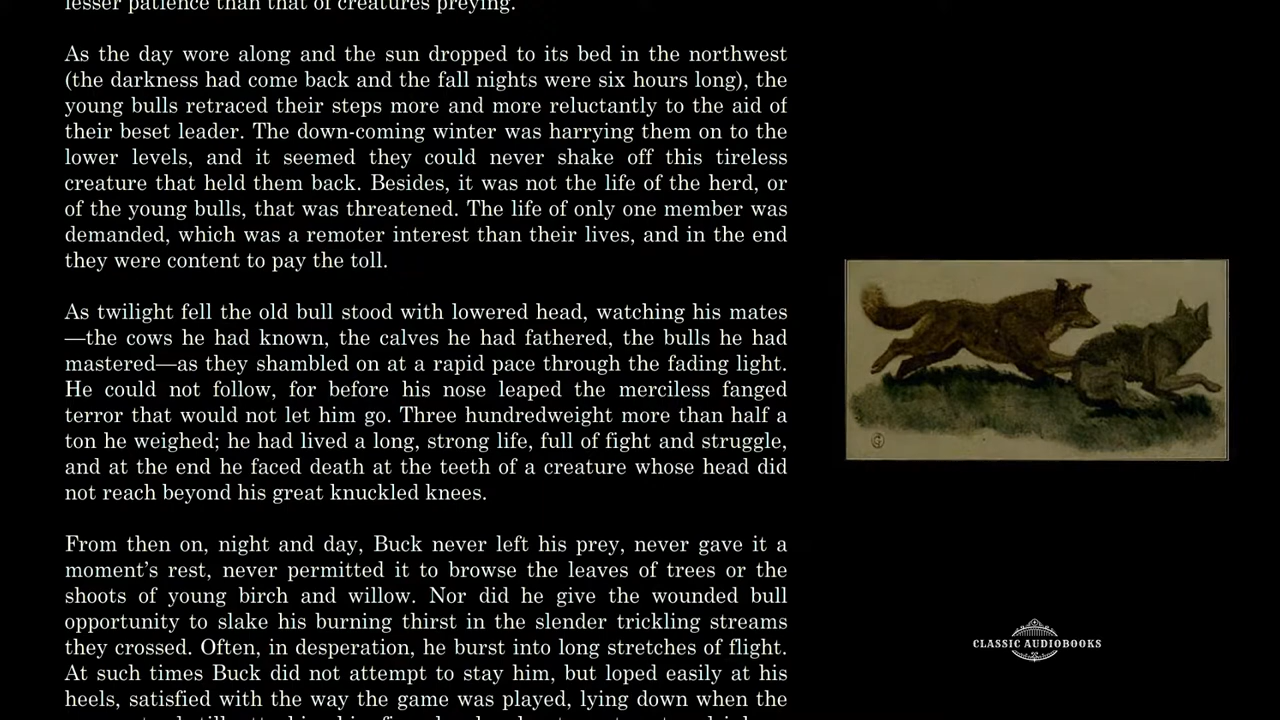 lesser patience than that of creatures preying.
As the day wore along and the sun dropped to its bed in the northwest
(the darkness had come back and the fall nights were six hours long), the
young bulls retraced their steps more and more reluctantly to the aid of
their beset leader. The down-coming winter was harrying them on to the
lower levels, and it seemed they could never shake off this tireless
creature that held them back. Besides, it was not the life of the herd, or
of the young bulls, that was threatened. The life of only one member was
demanded, which was a remoter interest than their lives, and in the end
they were content to pay the toll.
As twilight fell the old bull stood with lowered head, watching his mates
—the cows he had known, the calves he had fathered, the bulls he had
mastered—as they shambled on at a rapid pace through the fading light.
He could not follow, for before his nose leaped the merciless fanged
terror that would not let him go. Three hundredweight more than half a
ton he weighed; he had lived a long, strong life, full of fight and struggle,
and at the end he faced death at the teeth of a creature whose head did
not reach beyond his great knuckled knees.
From then on, night and day, Buck never left his prey, never gave it a
moment’s rest, never permitted it to browse the leaves of trees or the
shoots of young birch and willow. Nor did he give the wounded bull
opportunity to slake his burning thirst in the slender trickling streams
they crossed. Often, in desperation, he burst into long stretches of flight.
At such times Buck did not attempt to stay him, but loped easily at his
heels, satisfied with the way the game was played, lying down when the
CLASSIC AUDIOBOOKS